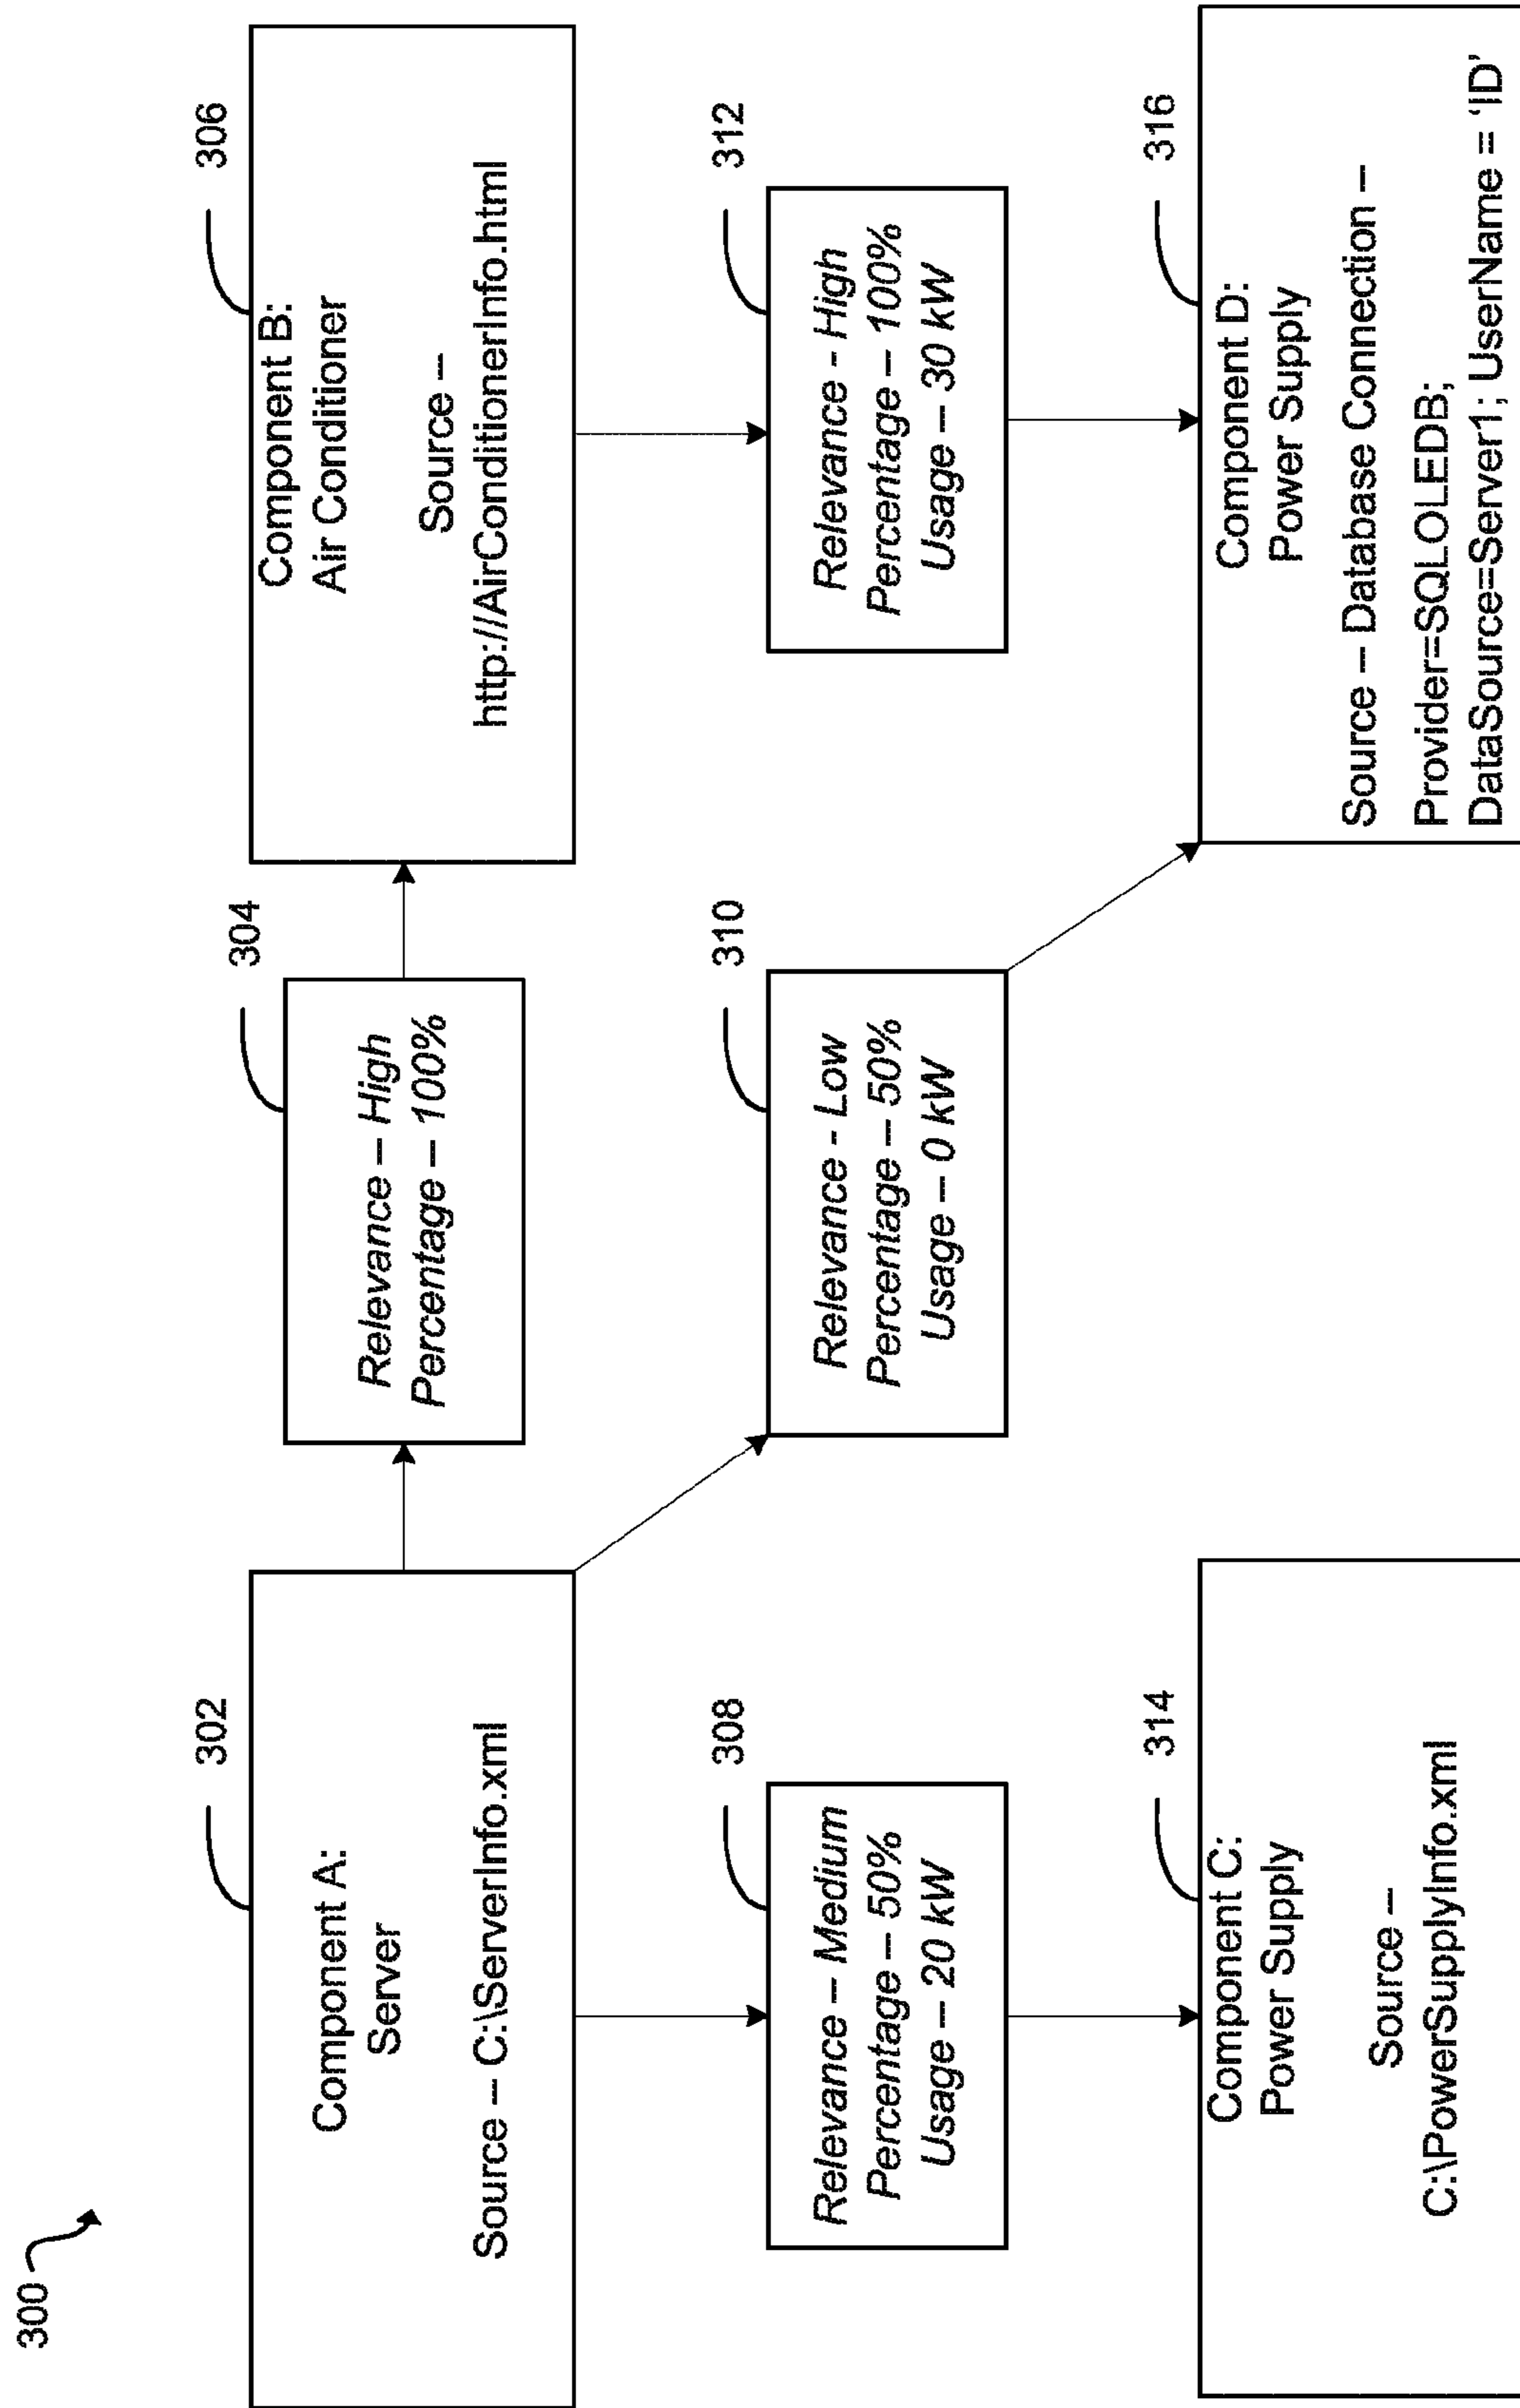 300
302
Component A:
Server
Source -- C:\ServerInfo.xml
304
Relevance – High
Percentage – 100%
306
Component B:
Air Conditioner
Source –
http://AirConditionerInfo.html
308
Relevance – Medium
Percentage – 50%
Usage – 20 kW
310
Relevance - Low
Percentage – 50%
Usage – 0 kW
312
Relevance - High
Percentage – 100%
Usage – 30 kW
314
Component C:
Power Supply
Source –
C:\PowerSupplyInfo.xml
316
Component D:
Power Supply
Source – Database Connection –
Provider=SQLOLEDB;
DataSource=Server1; UserName = 'ID'